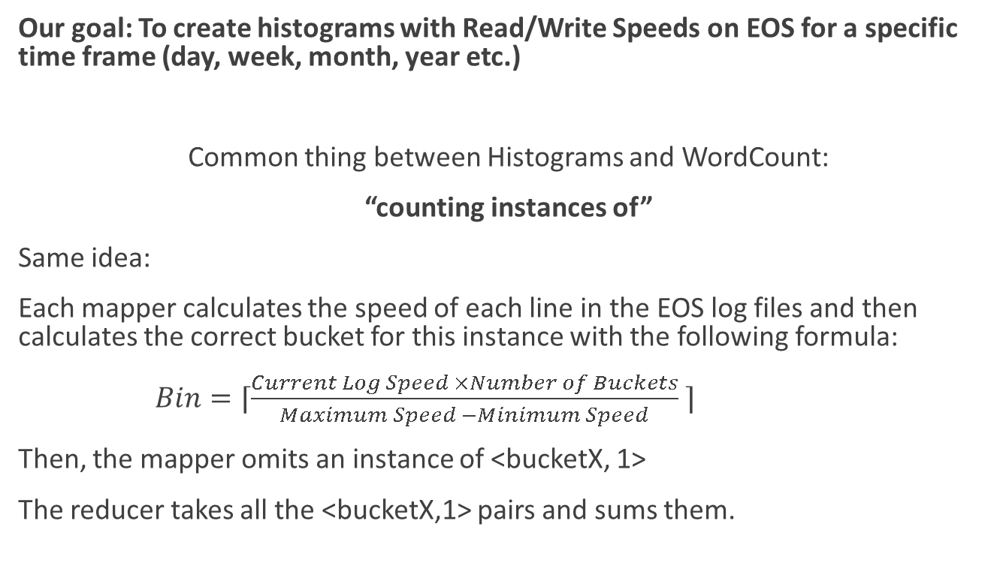 Our goal: To create histograms with Read/Write Speeds on EOS for a specific
time frame (day, week, month, year etc.)
Common thing between Histograms and WordCount:
“counting instances of”
Same idea:
Each mapper calculates the speed of each line in the EOS log files and then
calculates the correct bucket for this instance with the following formula:
Bin = ⌈ Current Log Speed ×Number of Buckets / Maximum Speed −Minimum Speed ⌉
Then, the mapper omits an instance of <bucketX, 1>
The reducer takes all the <bucketX,1> pairs and sums them.